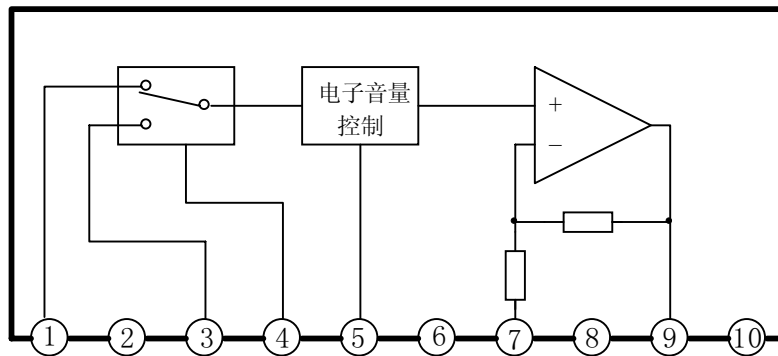 电子音量
控制
+
−
① ② ③ ④ ⑤ ⑥ ⑦ ⑧ ⑨ ⑩